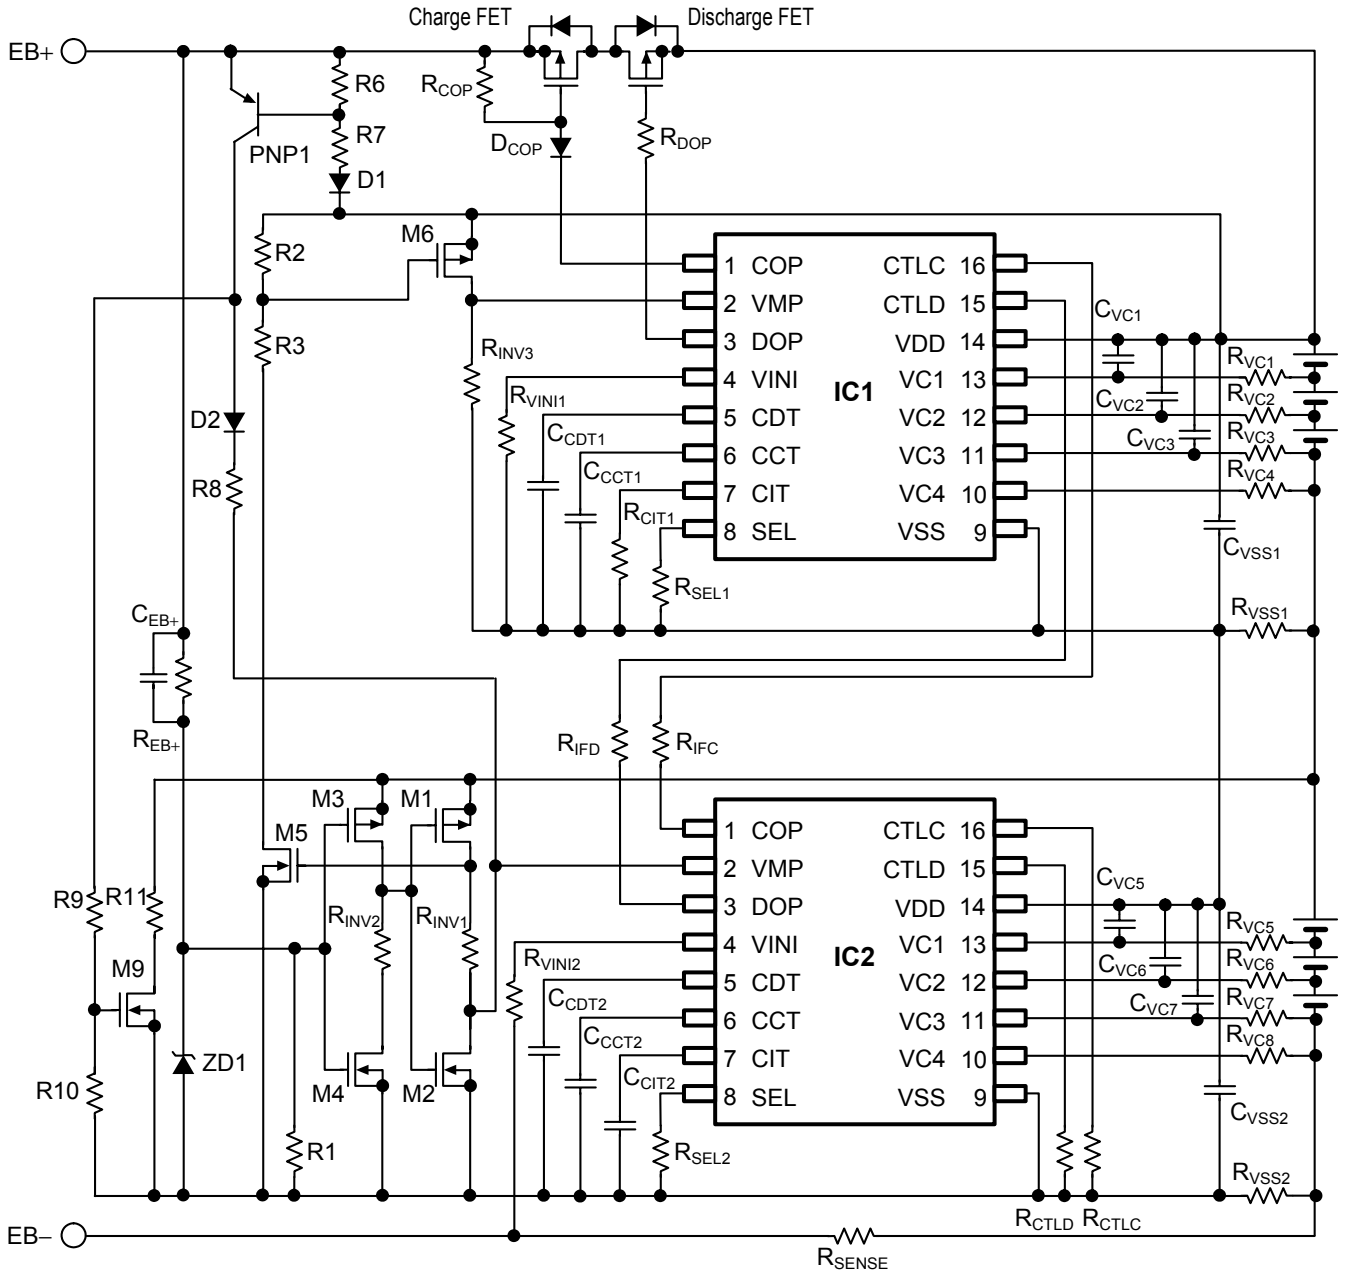 Charge FET
Discharge FET
EB+
R6
R7
PNP1
D1
RCOP
DCOP
RDOP
R2
M6
R3
RINV3
RVINI1
CCDT1
CCCT1
RCIT1
RSEL1
1 COP
2 VMP
3 DOP
4 VINI
5 CDT
6 CCT
7 CIT
8 SEL
IC1
CTLC 16
CTLD 15
VDD 14
VC1 13
VC2 12
VC3 11
VC4 10
VSS 9
CVC1
CVC2
CVC3
RVC1
RVC2
RVC3
RVC4
CVSS1
RVSS1
D2
R8
CEB+
REB+
RIFD
RIFC
M3
M1
M5
R9
R11
RINV2
RINV1
M9
ZD1
R10
M4
M2
R1
RVINI2
CCDT2
CCCT2
CCIT2
RSEL2
1 COP
2 VMP
3 DOP
4 VINI
5 CDT
6 CCT
7 CIT
8 SEL
IC2
CTLC 16
CTLD 15
VDD 14
VC1 13
VC2 12
VC3 11
VC4 10
VSS 9
CVC5
CVC6
CVC7
RVC5
RVC6
RVC7
RVC8
CVSS2
RVSS2
RCTLD RCTLC
EB−
RSENSE